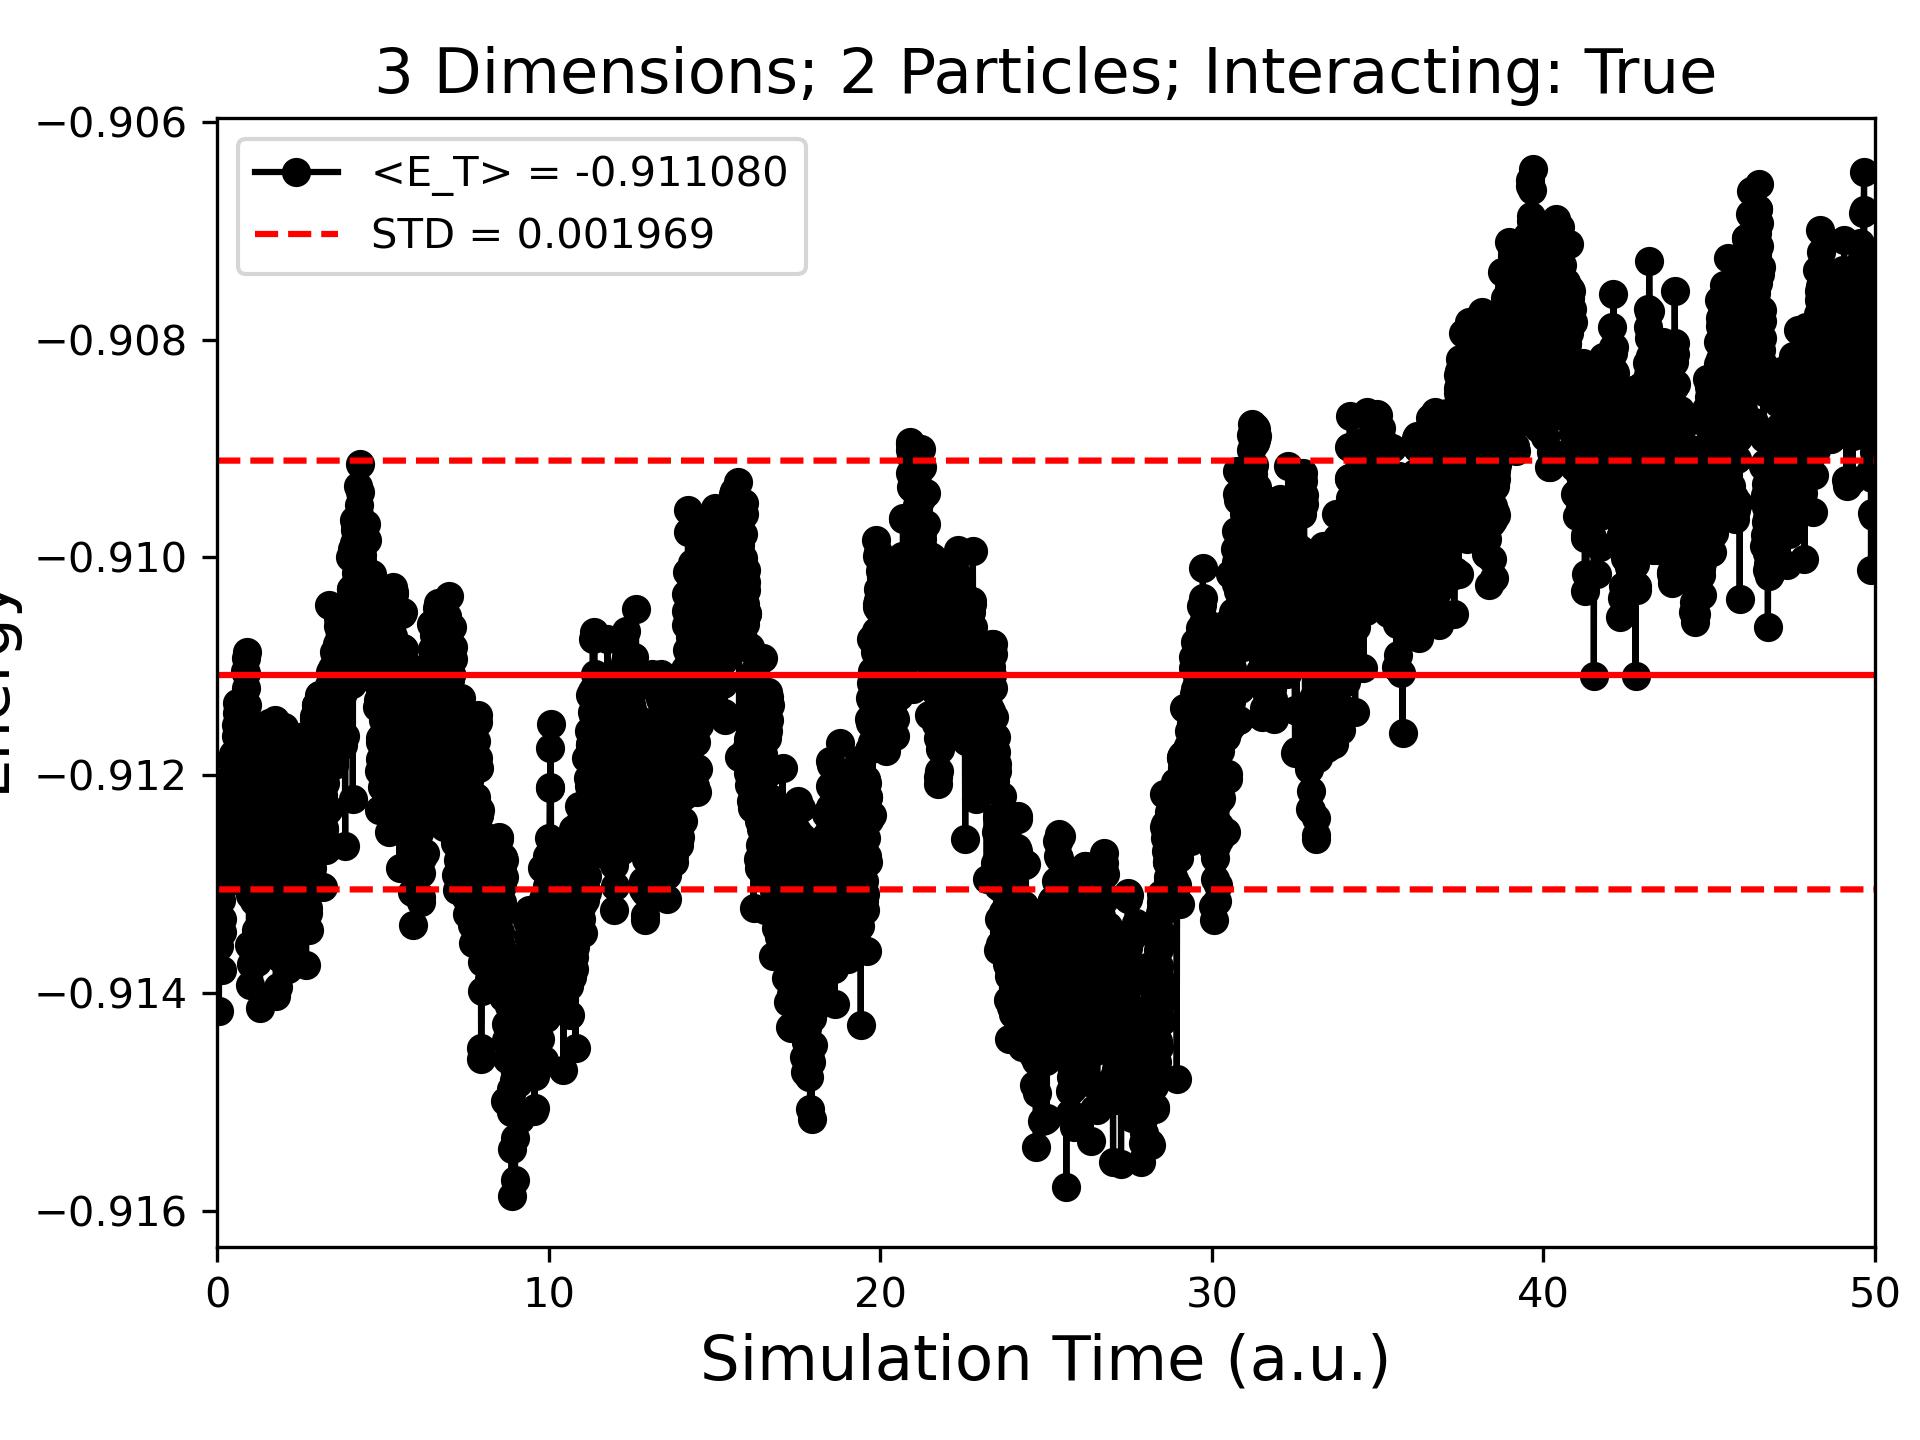 3 Dimensions; 2 Particles; Interacting: True
−0.906
<E_T> = -0.911080
STD = 0.001969
−0.908
−0.910
−0.912
−0.914
−0.916
Energy
0 10 20 30 40 50
Simulation Time (a.u.)